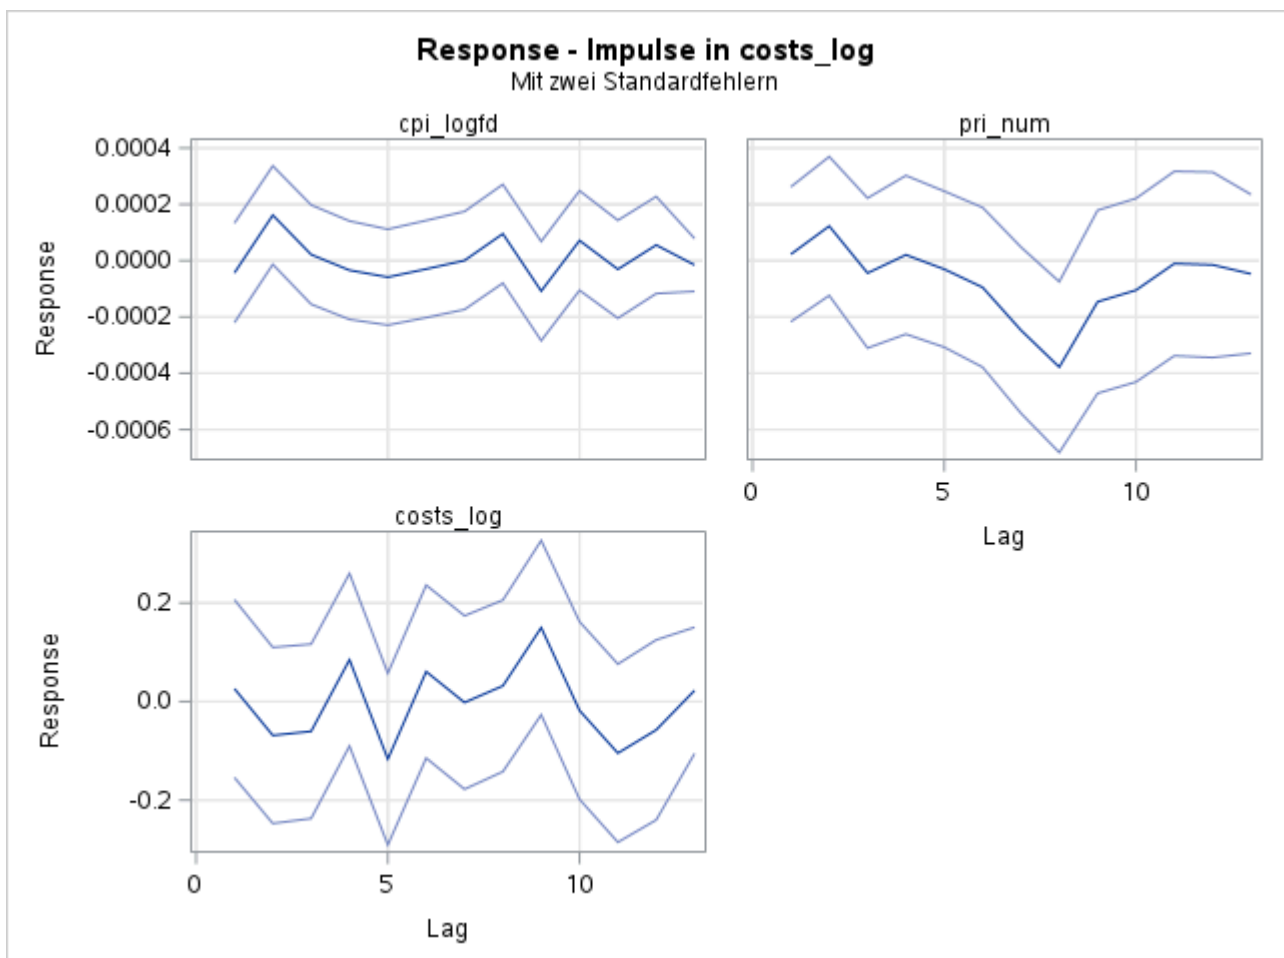 Response - Impulse in costs_log
Mit zwei Standardfehlern
cpi_logfd
pri_num
0.0004
0.0002
0.0000
-0.0002
-0.0004
-0.0006
Response
0 5 10
Lag
costs_log
0.2
0.0
-0.2
Response
0 5 10
Lag